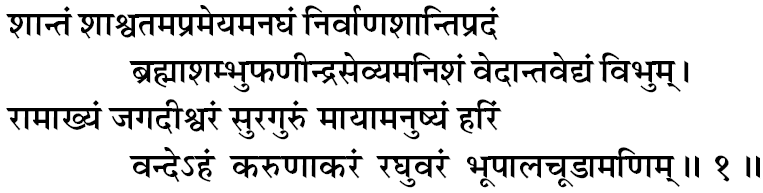 शान्तं शाश्वतमप्रमेयमनघं निर्वाणशान्तिप्रदं
ब्रह्माशम्भुफणीन्द्रसेव्यमनिशं वेदान्तवेद्यं विभुम् ।
रामाख्यं जगदीश्वरं सुरगुरुं मायामनुष्यं हरिं
वन्देऽहं करुणाकरं रघुवरं भूपालचूडामणिम् ॥ १ ॥